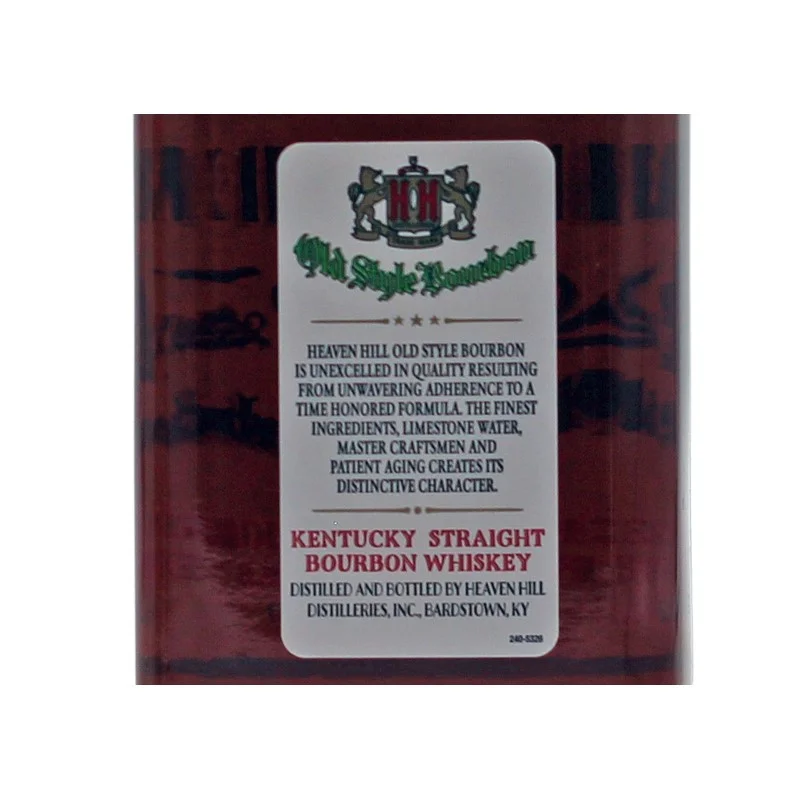 H H
TRADE MARK
Old Style Bourbon
HEAVEN HILL OLD STYLE BOURBON
IS UNEXCELLED IN QUALITY RESULTING
FROM UNWAVERING ADHERENCE TO A
TIME HONORED FORMULA. THE FINEST
INGREDIENTS, LIMESTONE WATER,
MASTER CRAFTSMEN AND
PATIENT AGING CREATES ITS
DISTINCTIVE CHARACTER.
KENTUCKY STRAIGHT
BOURBON WHISKEY
DISTILLED AND BOTTLED BY HEAVEN HILL
DISTILLERIES, INC., BARDSTOWN, KY
240-5326